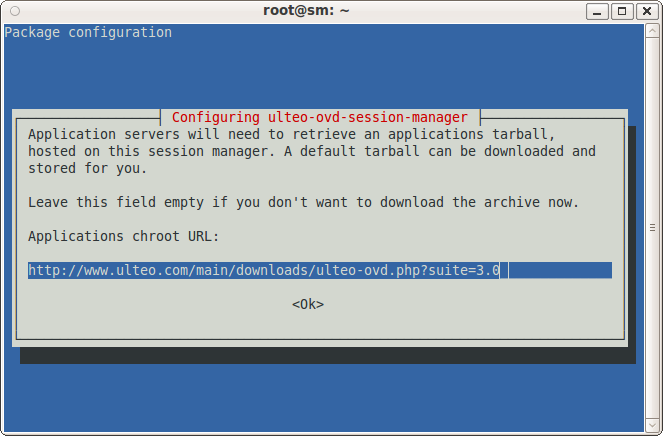 root@sm: ~
Package configuration
Configuring ulteo-ovd-session-manager
Application servers will need to retrieve an applications tarball,
hosted on this session manager. A default tarball can be downloaded and
stored for you.
Leave this field empty if you don't want to download the archive now.
Applications chroot URL:
http://www.ulteo.com/main/downloads/ulteo-ovd.php?suite=3.0
<Ok>